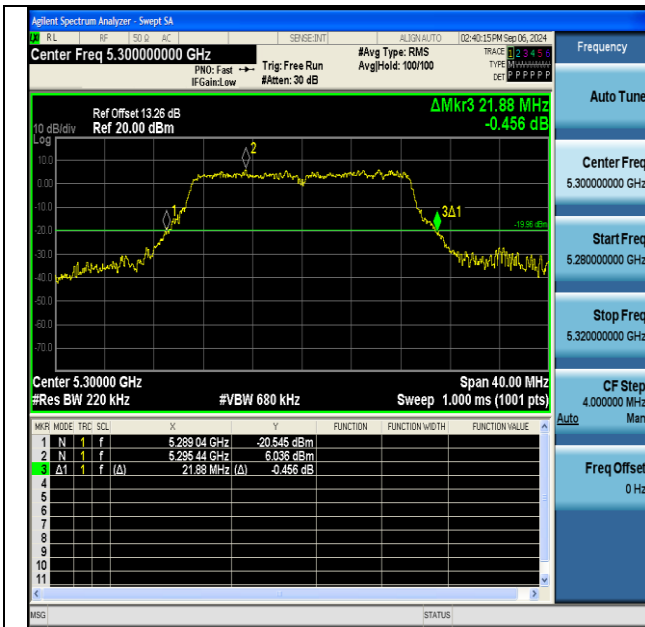 Agilent Spectrum Analyzer - Swept SA
RL RF 50 Ω AC SENSE:INT ALIGN AUTO 02:40:15 PM Sep 06, 2024
Center Freq 5.300000000 GHz #Avg Type: RMS TRACE 1 2 3 4 5 6
PNO: Fast Trig: Free Run Avg|Hold: 100/100 TYPE M
IFGain:Low #Atten: 30 dB DET P P P P P P
ΔMkr3 21.88 MHz
Ref Offset 13.26 dB
-0.456 dB
10 dB/div Ref 20.00 dBm
Log
10.0
0.00
-10.0
-20.0
-30.0
-40.0
-50.0
-60.0
-70.0
1
2
3Δ1
-19.96 dBm
Center 5.30000 GHz Span 40.00 MHz
#Res BW 220 kHz #VBW 680 kHz Sweep 1.000 ms (1001 pts)
MKR MODE TRC SCL X Y FUNCTION FUNCTION WIDTH FUNCTION VALUE
1 N 1 f 5.289 04 GHz -20.545 dBm
2 N 1 f 5.295 44 GHz 6.036 dBm
3 Δ1 1 f (Δ) 21.88 MHz (Δ) -0.456 dB
4
5
6
7
8
9
10
11
MSG STATUS
Frequency
Auto Tune
Center Freq
5.300000000 GHz
Start Freq
5.280000000 GHz
Stop Freq
5.320000000 GHz
CF Step
4.000000 MHz
Auto Man
Freq Offset
0 Hz